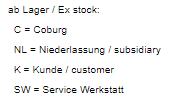 ab Lager / Ex stock:
C = Coburg
NL = Niederlassung / subsidiary
K = Kunde / customer
SW = Service Werkstatt